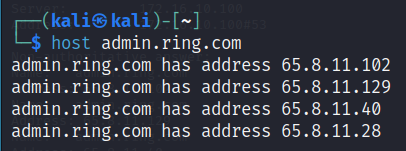 ┌──(kali㉿kali)-[~]
└─$ host admin.ring.com
admin.ring.com has address 65.8.11.102
admin.ring.com has address 65.8.11.129
admin.ring.com has address 65.8.11.40
admin.ring.com has address 65.8.11.28